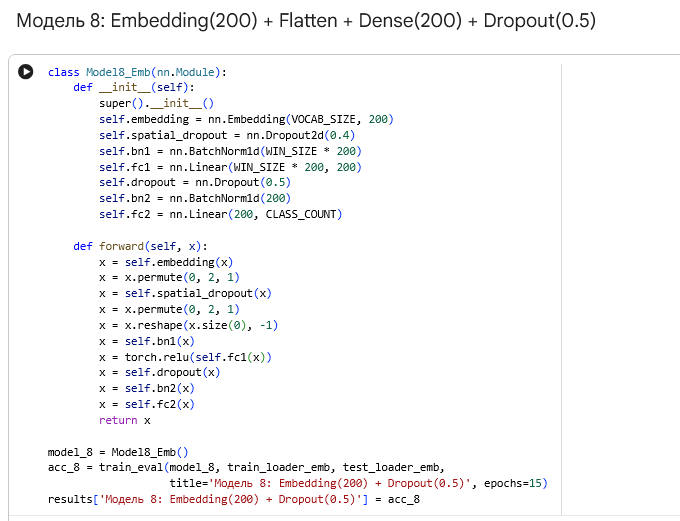 Модель 8: Embedding(200) + Flatten + Dense(200) + Dropout(0.5)
class Model8_Emb(nn.Module):
    def __init__(self):
        super().__init__()
        self.embedding = nn.Embedding(VOCAB_SIZE, 200)
        self.spatial_dropout = nn.Dropout2d(0.4)
        self.bn1 = nn.BatchNorm1d(WIN_SIZE * 200)
        self.fc1 = nn.Linear(WIN_SIZE * 200, 200)
        self.dropout = nn.Dropout(0.5)
        self.bn2 = nn.BatchNorm1d(200)
        self.fc2 = nn.Linear(200, CLASS_COUNT)
    def forward(self, x):
        x = self.embedding(x)
        x = x.permute(0, 2, 1)
        x = self.spatial_dropout(x)
        x = x.permute(0, 2, 1)
        x = x.reshape(x.size(0), -1)
        x = self.bn1(x)
        x = torch.relu(self.fc1(x))
        x = self.dropout(x)
        x = self.bn2(x)
        x = self.fc2(x)
        return x
model_8 = Model8_Emb()
acc_8 = train_eval(model_8, train_loader_emb, test_loader_emb,
                   title='Модель 8: Embedding(200) + Dropout(0.5)', epochs=15)
results['Модель 8: Embedding(200) + Dropout(0.5)'] = acc_8